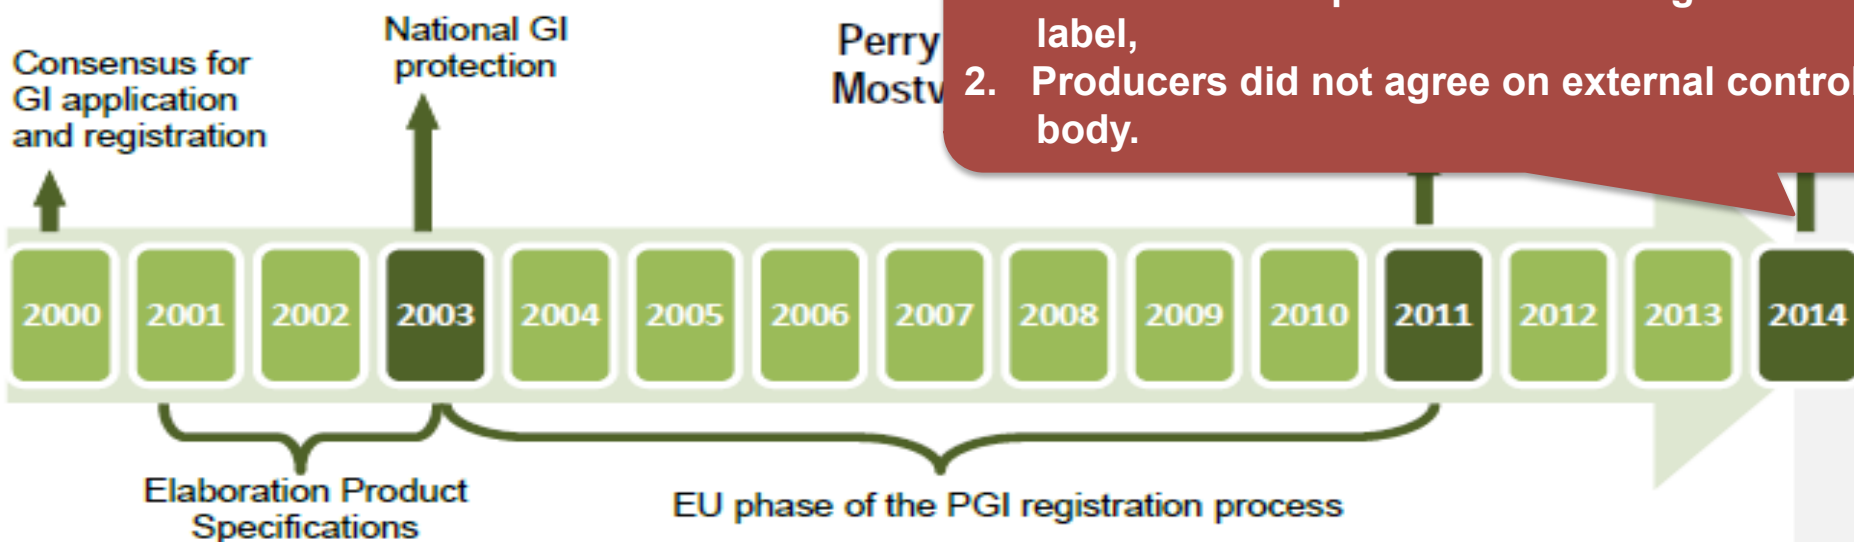 label,
2. Producers did not agree on external control
body.
National GI
protection
Consensus for
GI application
and registration
Perry
2000 2001 2002 2003 2004 2005 2006 2007 2008 2009 2010 2011 2012 2013 2014
Elaboration Product
Specifications
EU phase of the PGI registration process